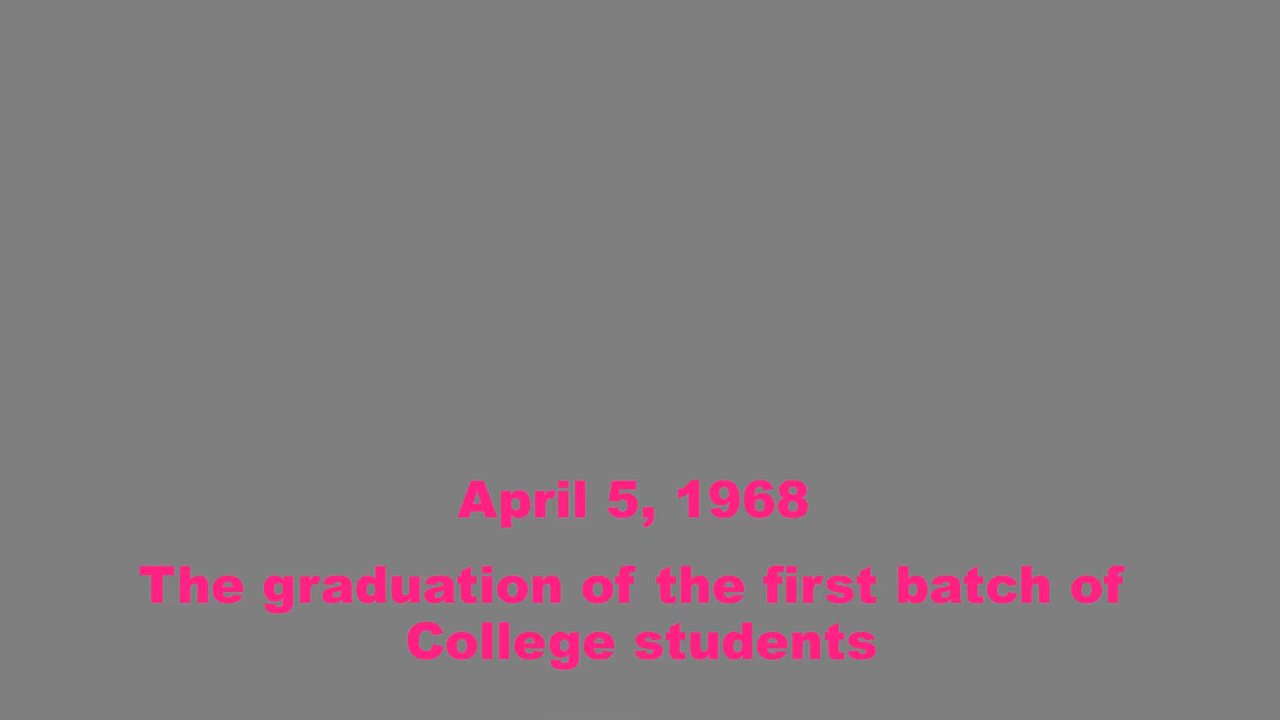 April 5, 1968
The graduation of the first batch of
College students